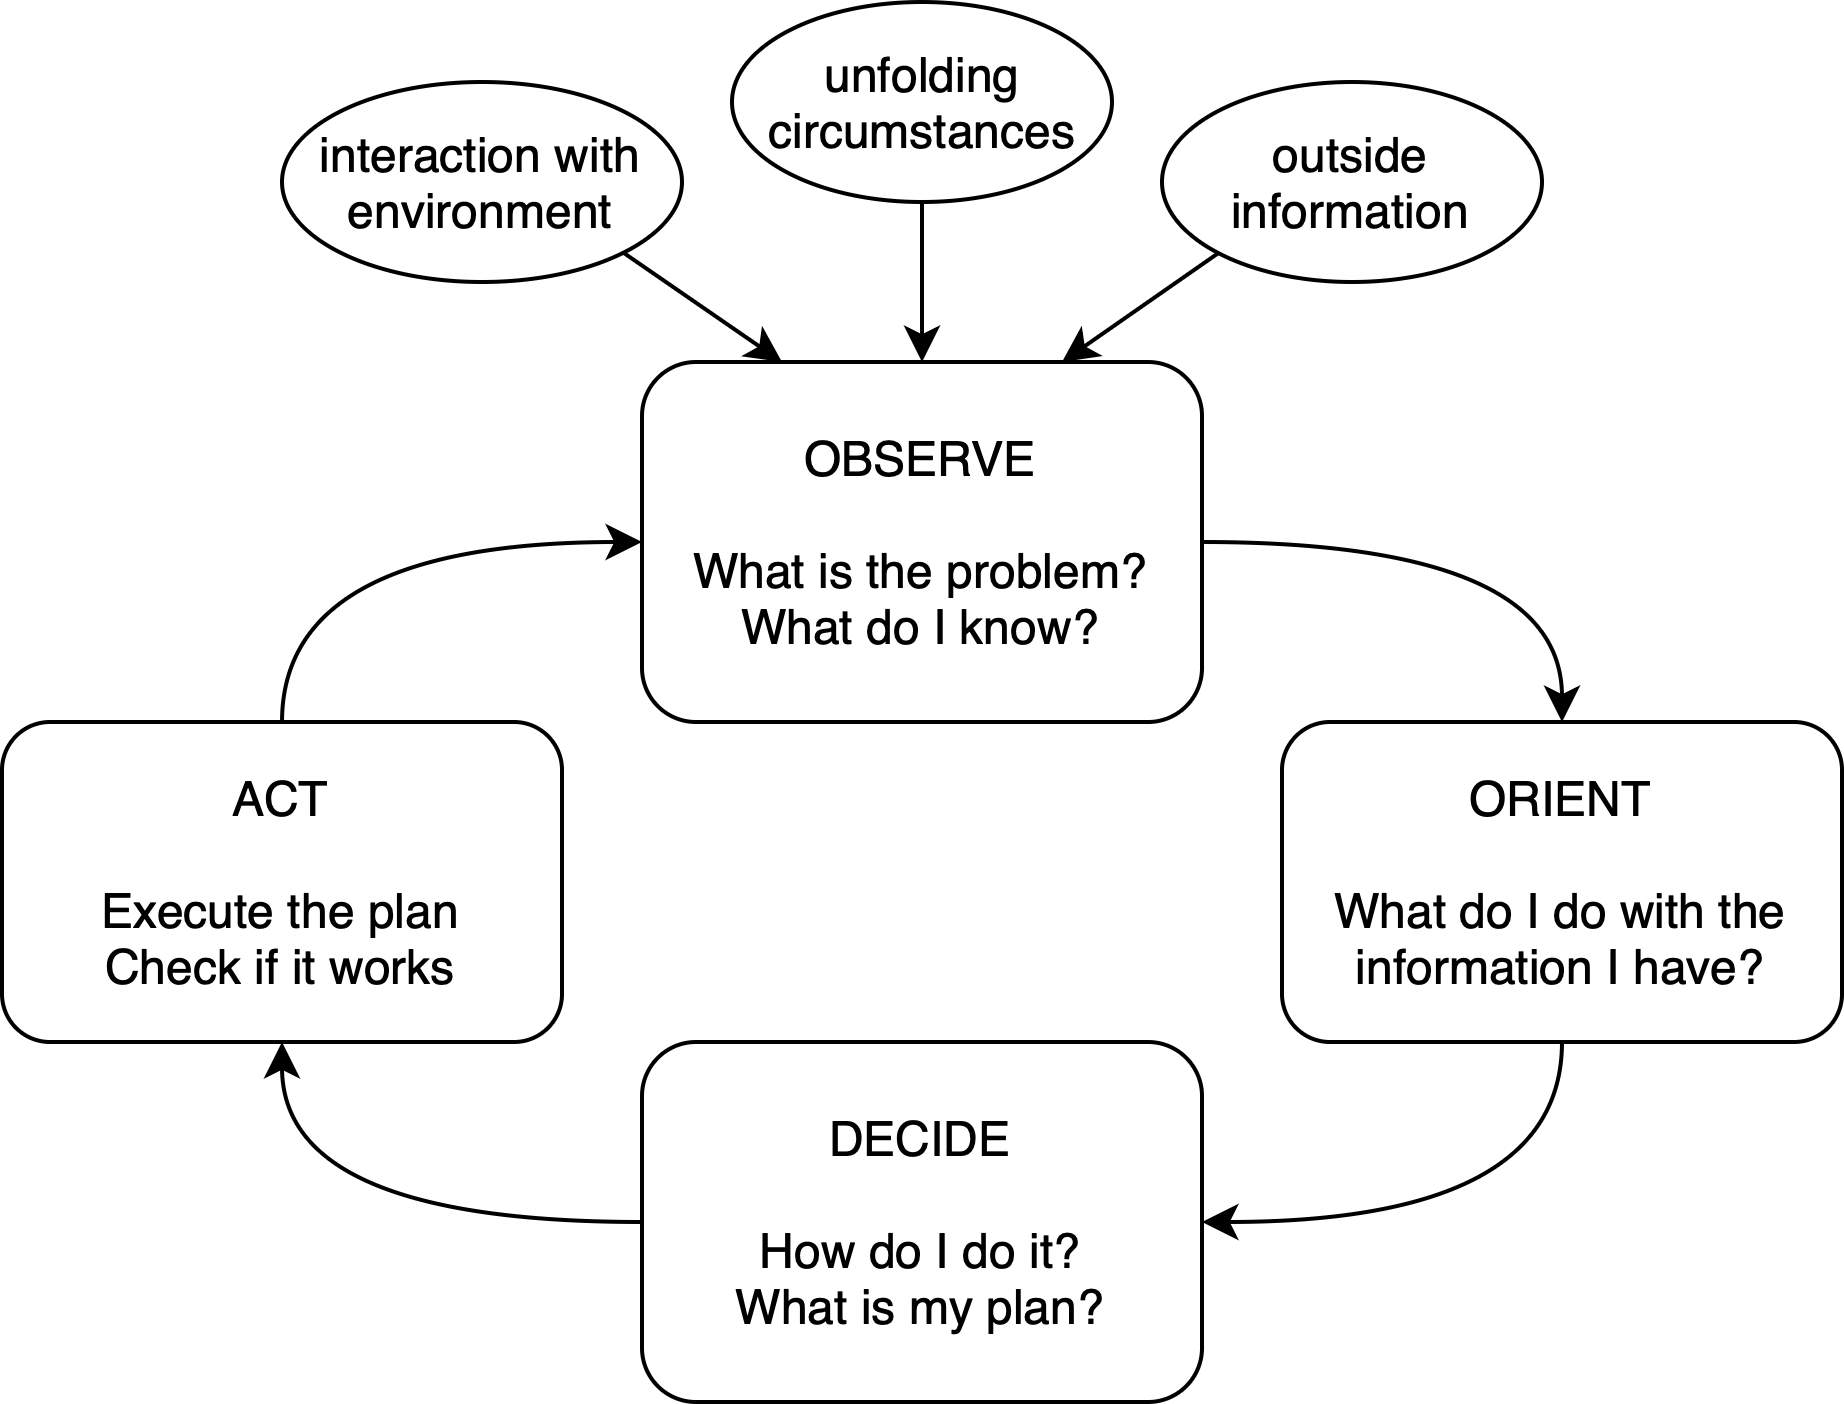 unfolding
circumstances
interaction with
environment
outside
information
OBSERVE
What is the problem?
What do I know?
ACT
Execute the plan
Check if it works
ORIENT
What do I do with the
information I have?
DECIDE
How do I do it?
What is my plan?